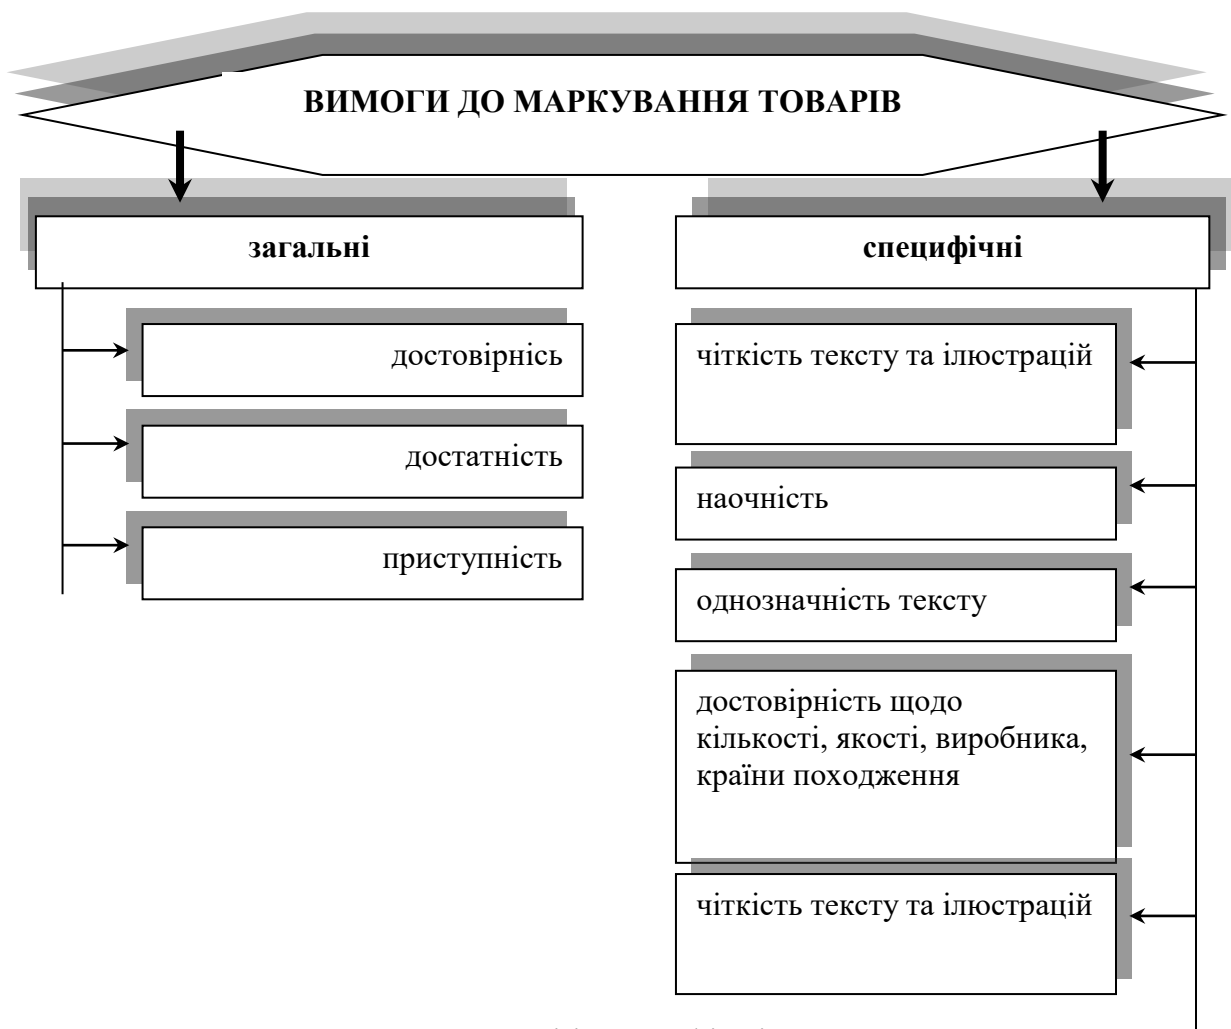 ВИМОГИ ДО МАРКУВАННЯ ТОВАРІВ
загальні
достовірнісь
достатність
приступність
специфічні
чіткість тексту та ілюстрацій
наочність
однозначність тексту
достовірність щодо
кількості, якості, виробника,
країни походження
чіткість тексту та ілюстрацій